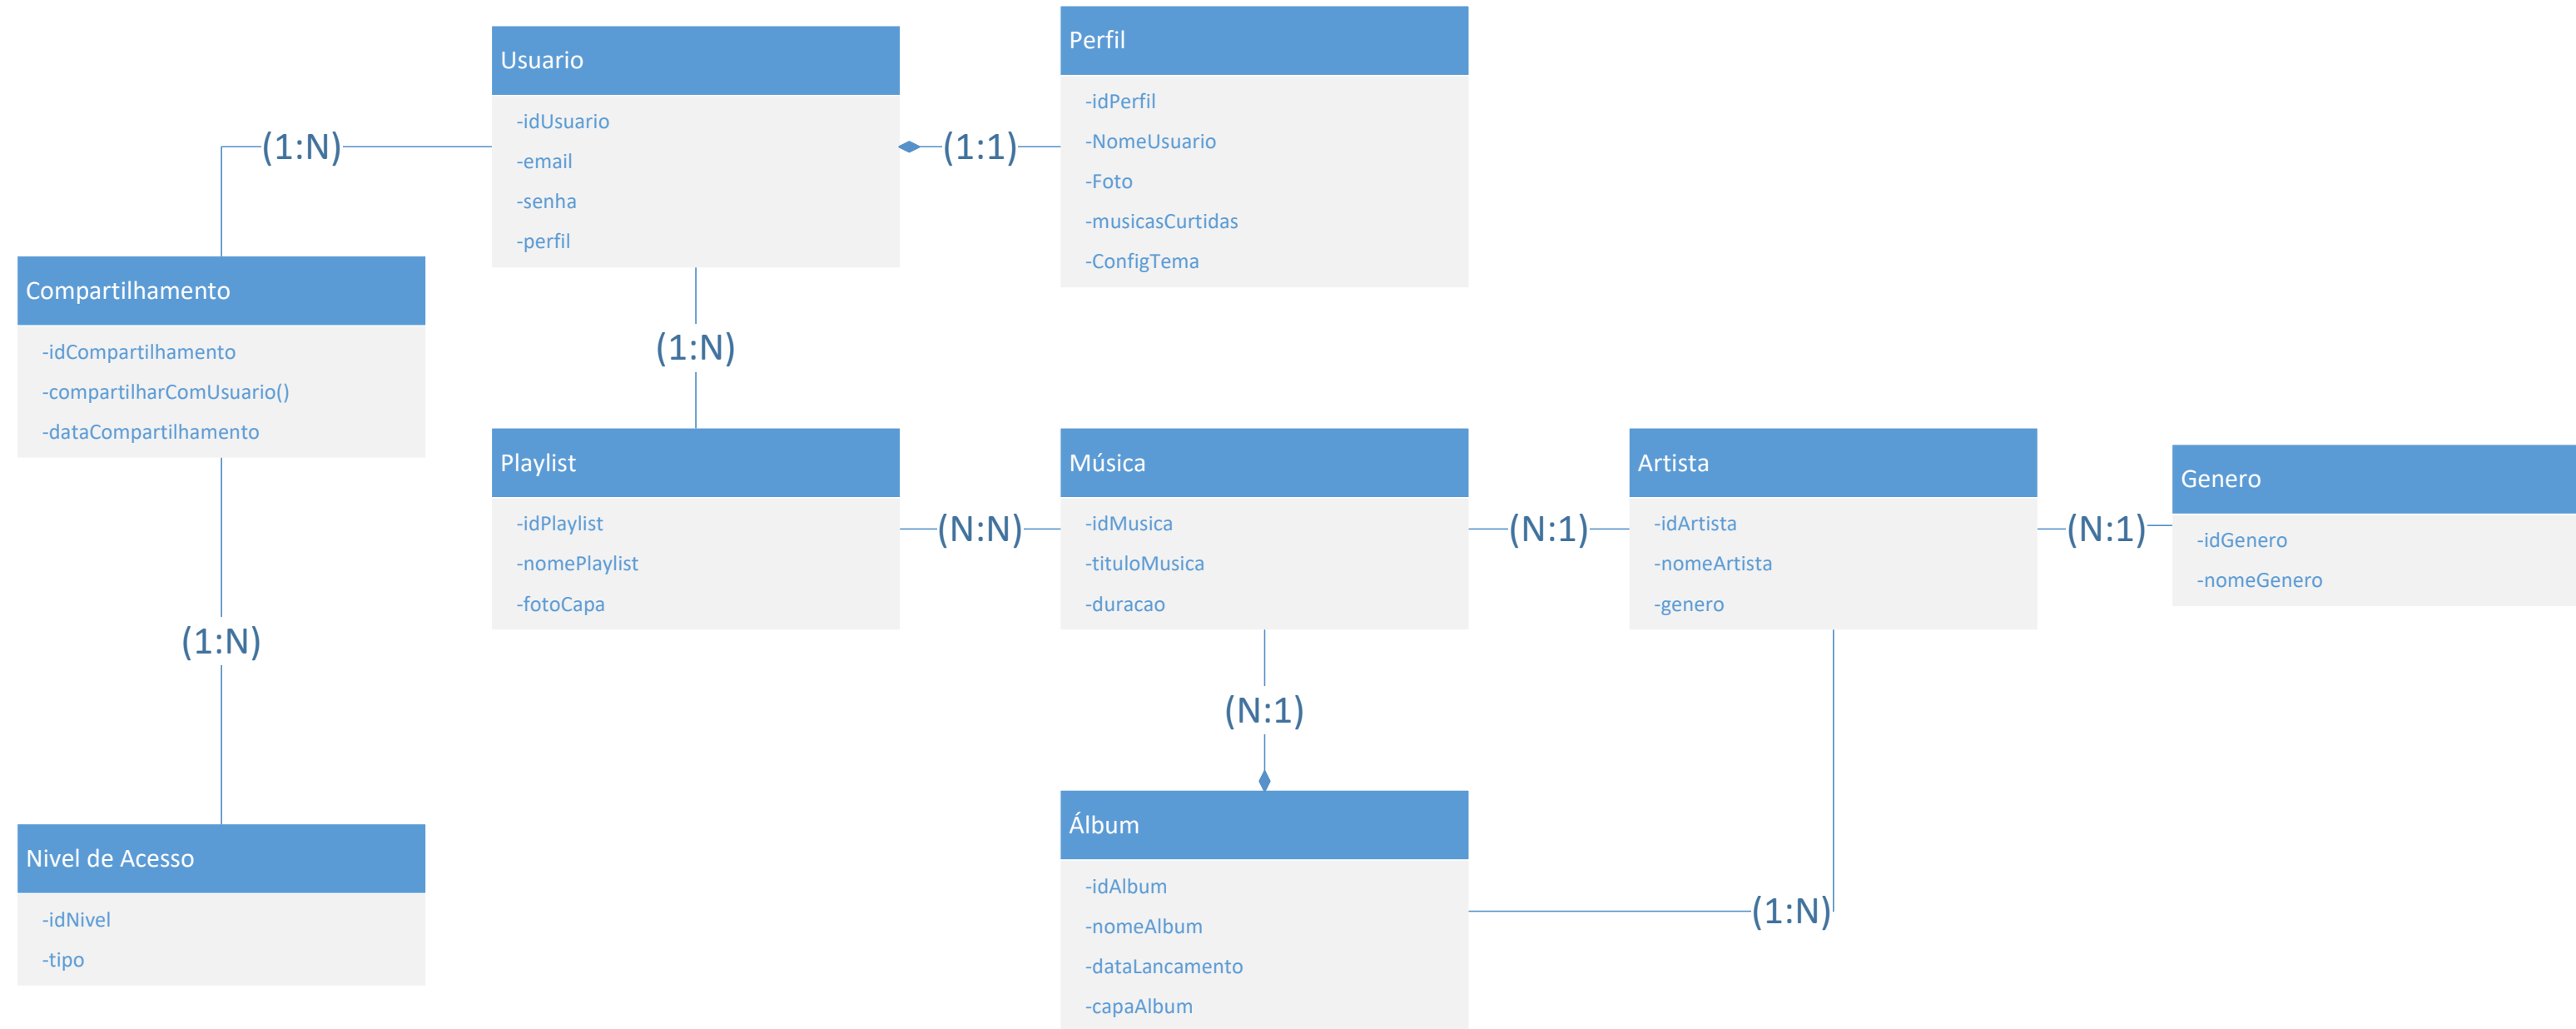 Usuario
-idUsuario
-email
-senha
-perfil
(1:1)
Perfil
-idPerfil
-NomeUsuario
-Foto
-musicasCurtidas
-ConfigTema
(1:N)
Compartilhamento
-idCompartilhamento
-compartilharComUsuario()
-dataCompartilhamento
(1:N)
Playlist
-idPlaylist
-nomePlaylist
-fotoCapa
(N:N)
Música
-idMusica
-tituloMusica
-duracao
(N:1)
Artista
-idArtista
-nomeArtista
-genero
(N:1)
Genero
-idGenero
-nomeGenero
(1:N)
(N:1)
Nivel de Acesso
-idNivel
-tipo
Álbum
-idAlbum
-nomeAlbum
-dataLancamento
-capaAlbum
(1:N)